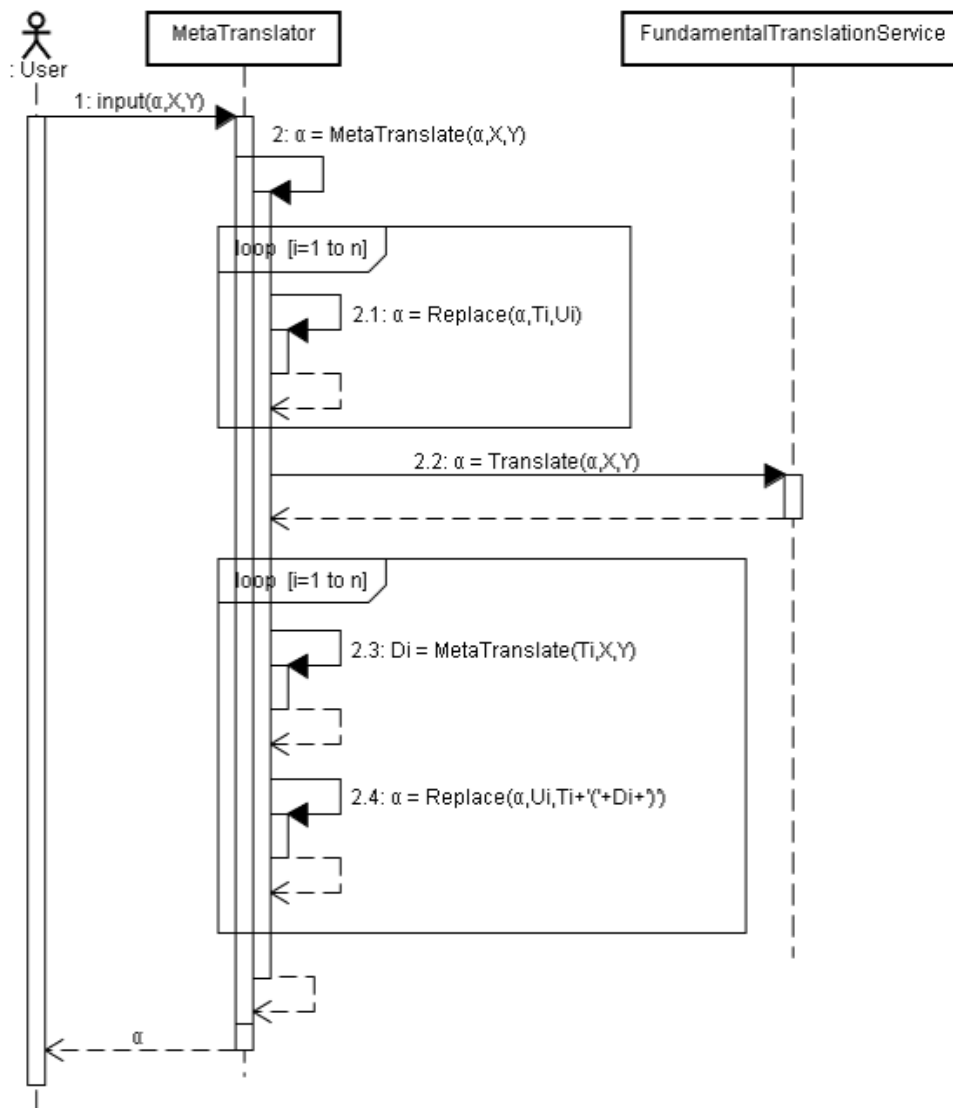 MetaTranslator
FundamentalTranslationService
: User
1: input(α,X,Y)
2: α = MetaTranslate(α,X,Y)
loop [i=1 to n]
2.1: α = Replace(α,Ti,Ui)
2.2: α = Translate(α,X,Y)
loop [i=1 to n]
2.3: Di = MetaTranslate(Ti,X,Y)
2.4: α = Replace(α,Ui,Ti+'('+Di+')')
α